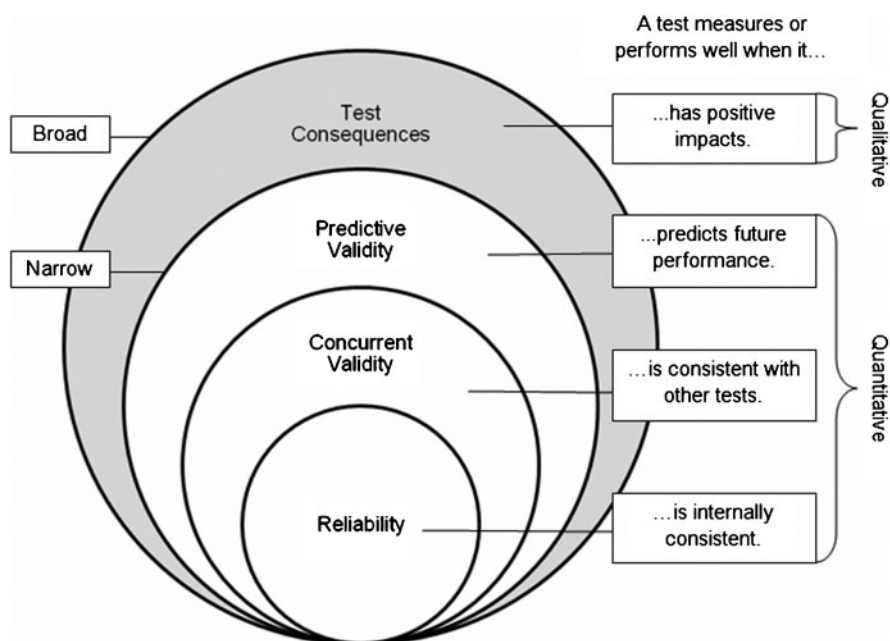 A test measures or
performs well when it…
Test
Consequences
Broad
…has positive
impacts.
Qualitative
Predictive
Validity
Narrow
…predicts future
performance.
Concurrent
Validity
…is consistent with
other tests.
Quantitative
Reliability
…is internally
consistent.